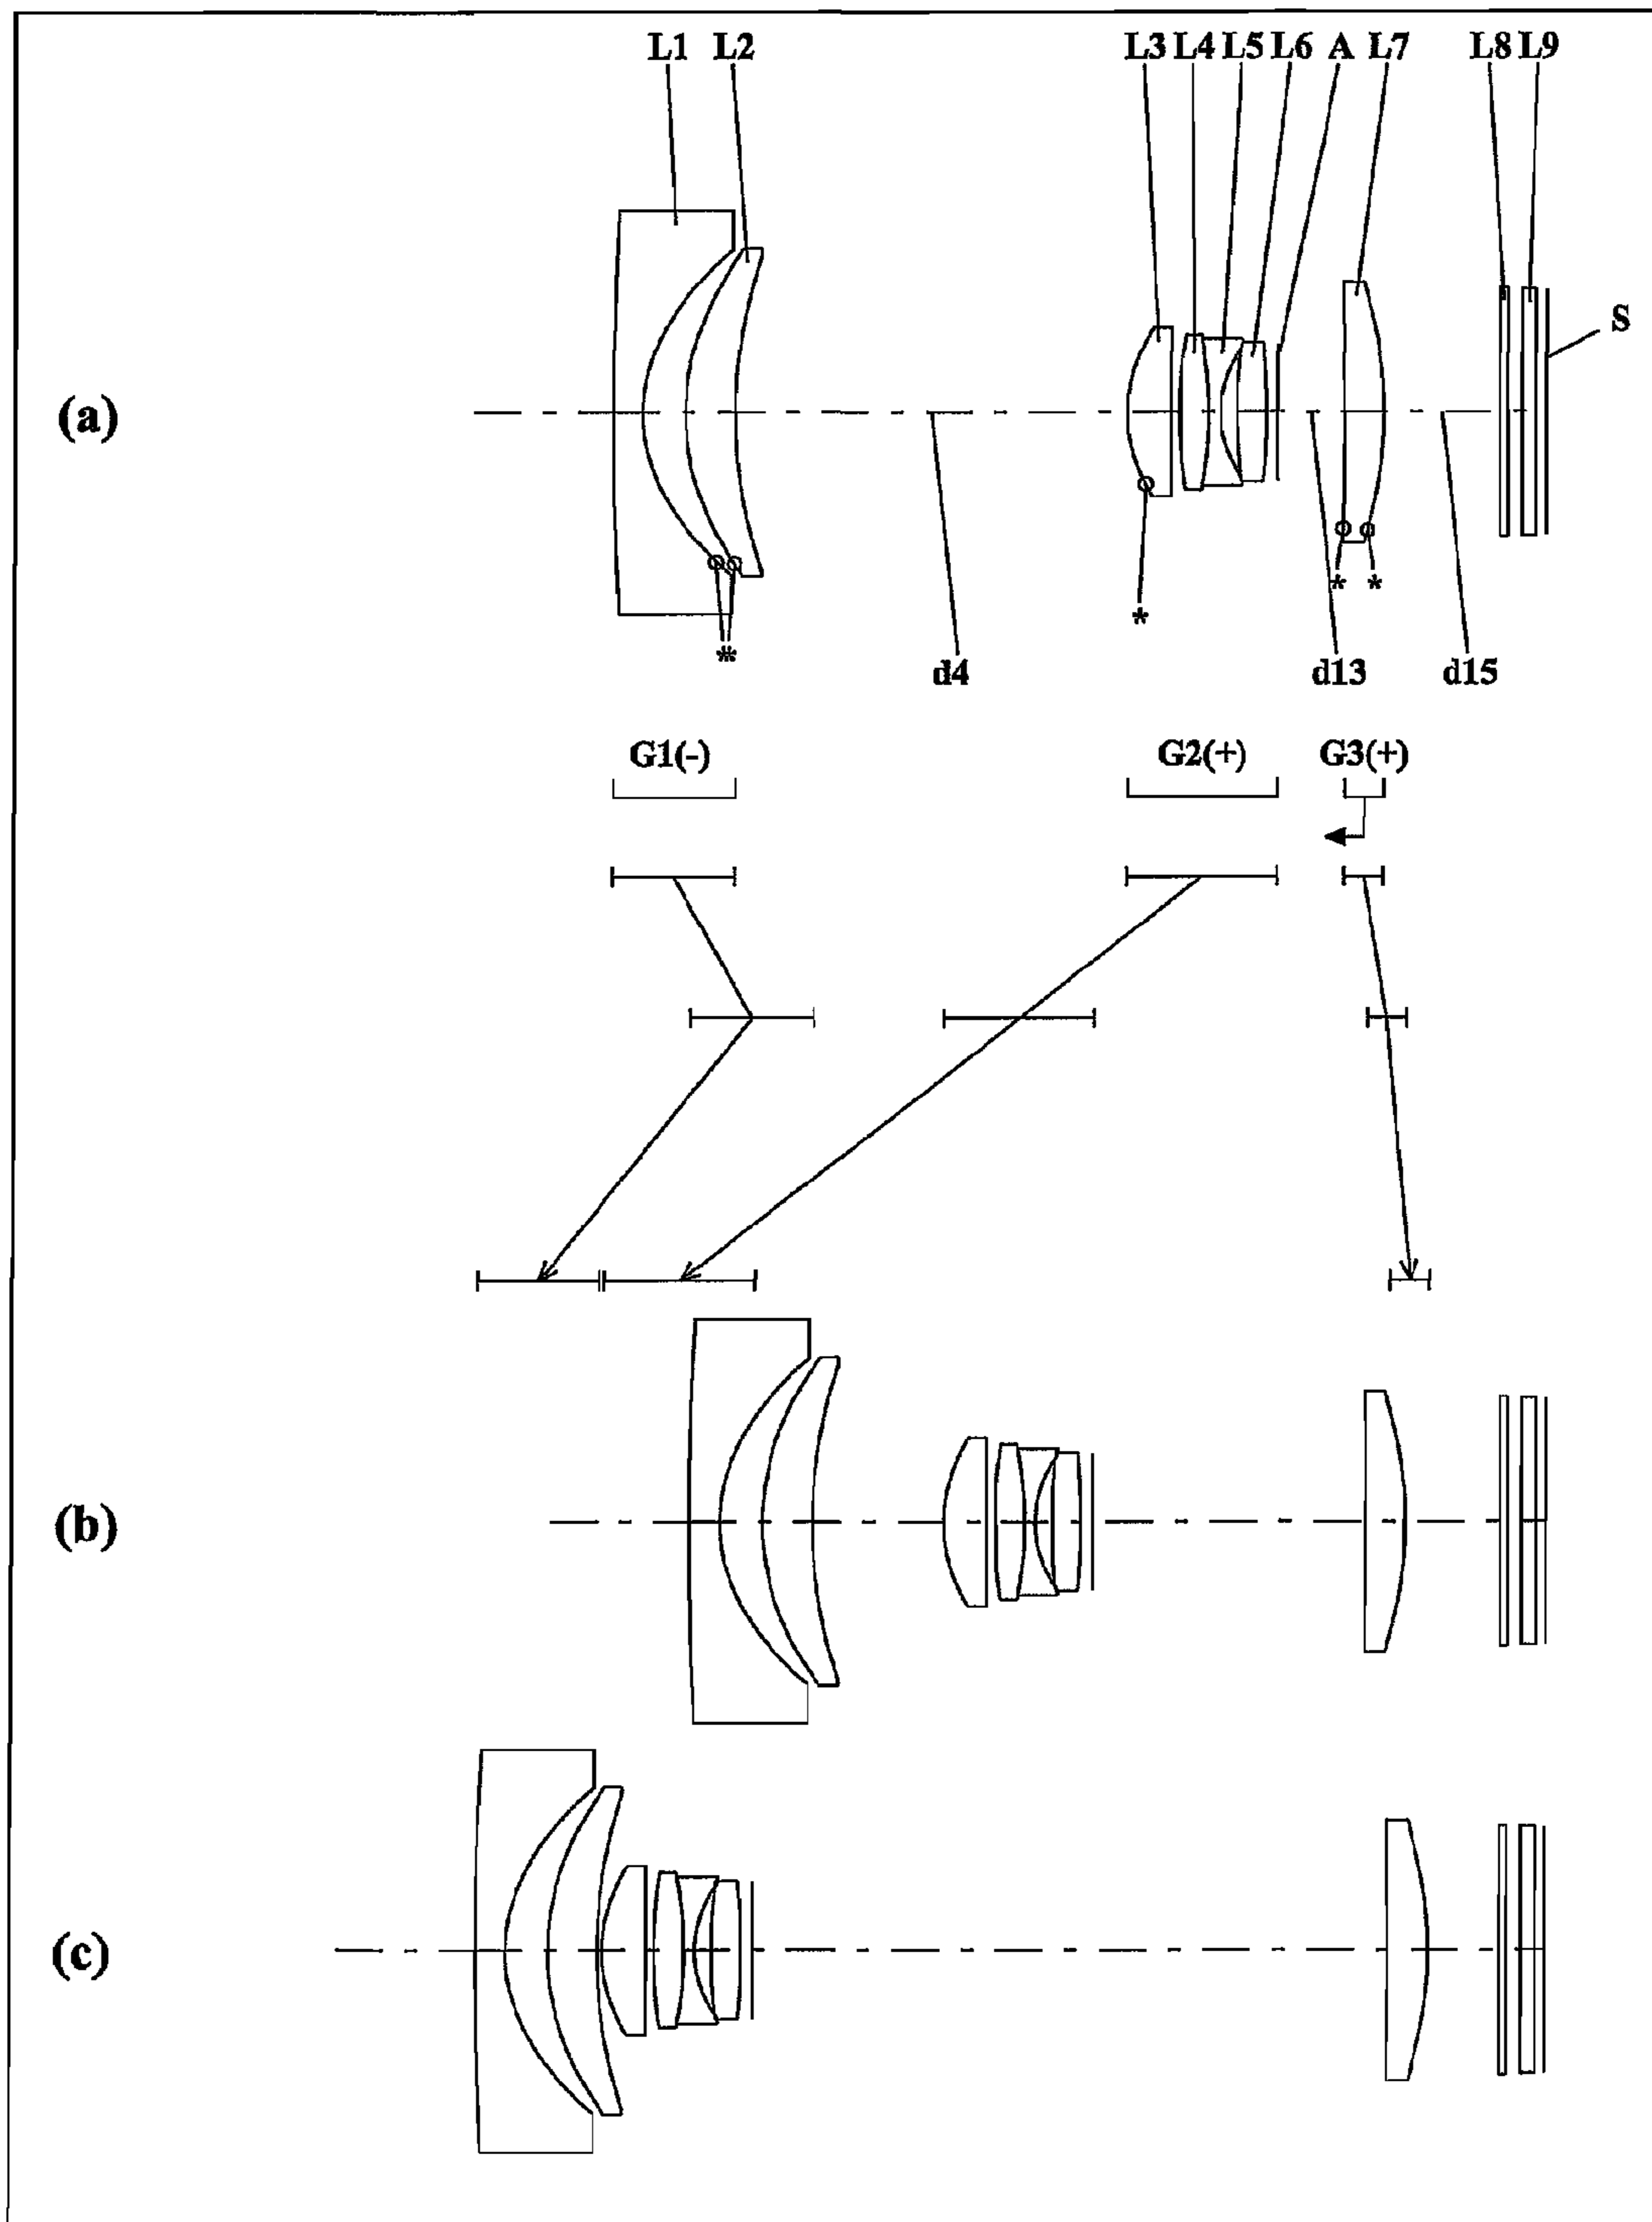 L1 L2 L3 L4 L5 L6 A L7 L8 L9
S
(a)
* * *
*
*
d4 d13 d15
G1(-) G2(+) G3(+)
(b)
(c)